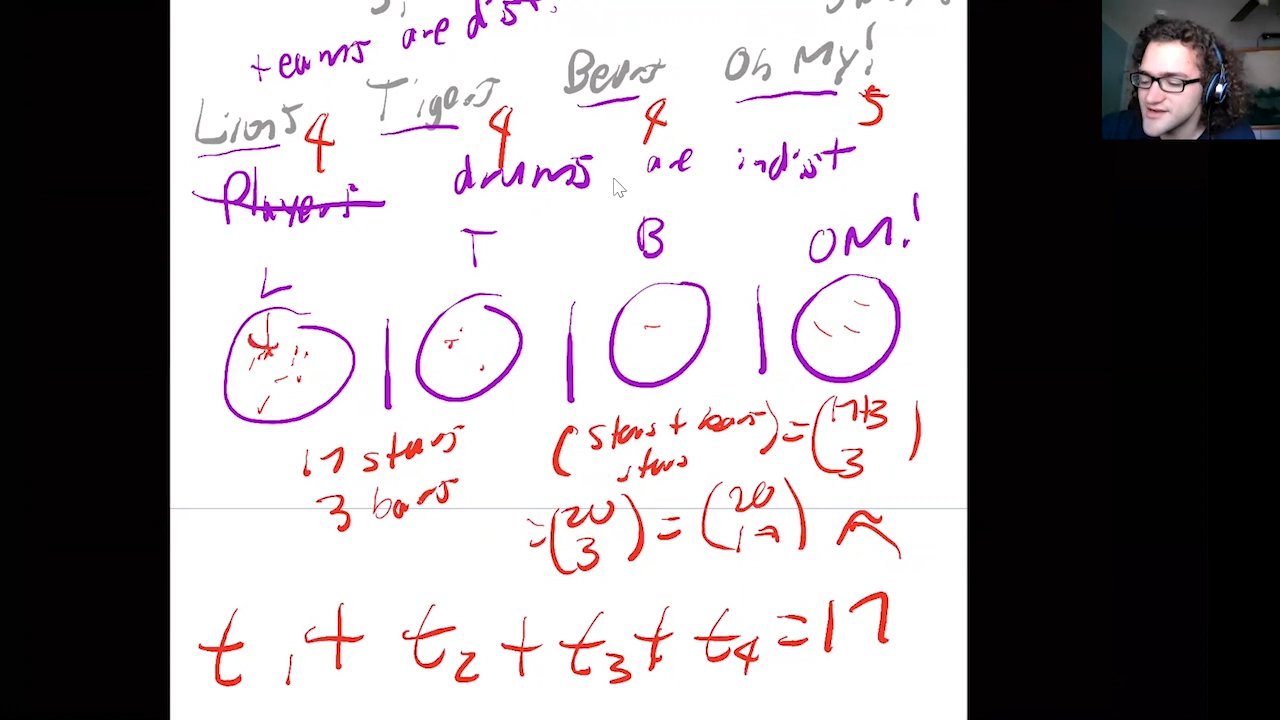 teams are dist.
Lions Tigers Bears Oh My!
4 4 4 5
Players drums are indist
L T B OM!
17 stars (stars + bars) = (17+3)
3 bars stars 3
= (20) = (20)
3 17
t1 + t2 + t3 + t4 = 17